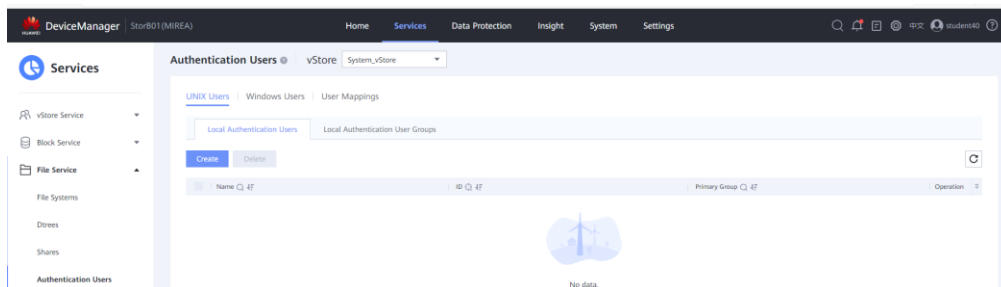 HUAWEI DeviceManager StorB01(MIREA) Home Services Data Protection Insight System Settings 中文 student40
Services
Authentication Users vStore System_vStore
UNIX Users Windows Users User Mappings
vStore Service
Block Service
File Service
File Systems
Dtrees
Shares
Authentication Users
Local Authentication Users Local Authentication User Groups
Create Delete
Name ID Primary Group Operation
No data.